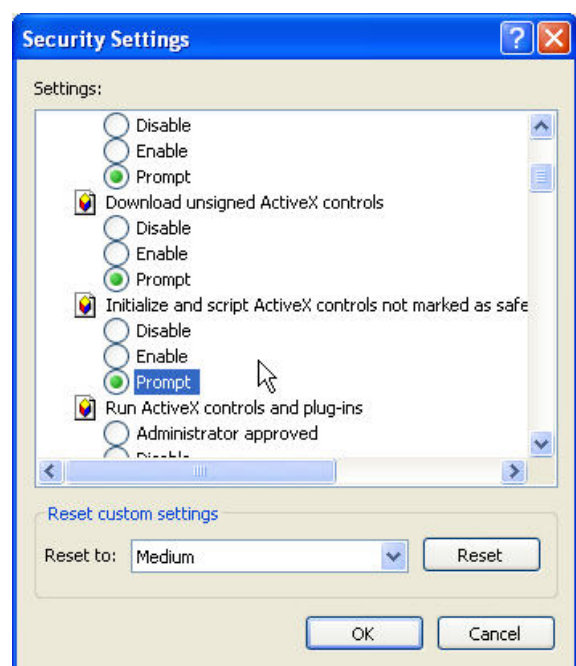 Security Settings
Settings:
Disable
Enable
Prompt
Download unsigned ActiveX controls
Disable
Enable
Prompt
Initialize and script ActiveX controls not marked as safe
Disable
Enable
Prompt
Run ActiveX controls and plug-ins
Administrator approved
Disable
Reset custom settings
Reset to: Medium Reset
OK Cancel